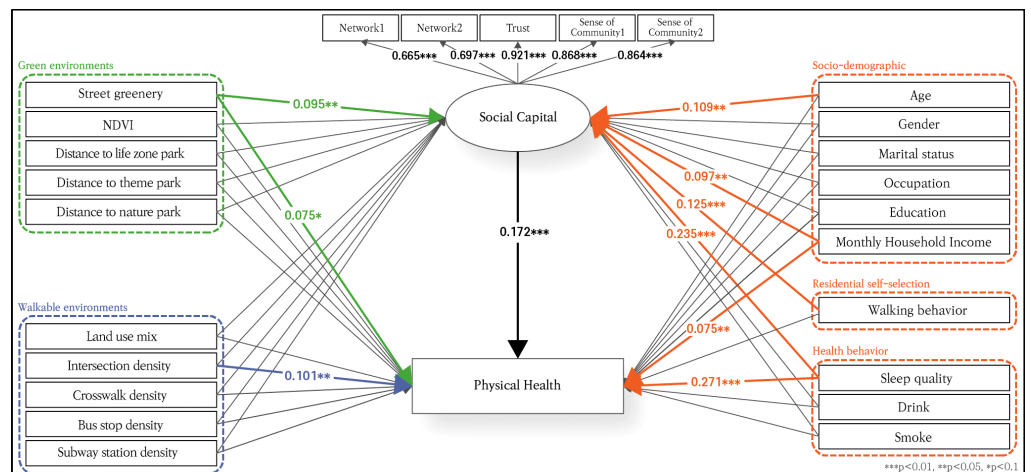 Network1
Network2
Trust
Sense of
Community1
Sense of
Community2
0.665***
0.697***
0.921***
0.868***
0.864***
Green environments
Street greenery
NDVI
Distance to life zone park
Distance to theme park
Distance to nature park
0.095**
0.075*
Social Capital
0.172***
Physical Health
Walkable environments
Land use mix
Intersection density
Crosswalk density
Bus stop density
Subway station density
0.101**
Socio-demographic
Age
Gender
Marital status
Occupation
Education
Monthly Household Income
0.109**
0.097**
0.125***
0.235***
Residential self-selection
Walking behavior
0.075**
Health behavior
Sleep quality
Drink
Smoke
0.271***
***p<0.01, **p<0.05, *p<0.1